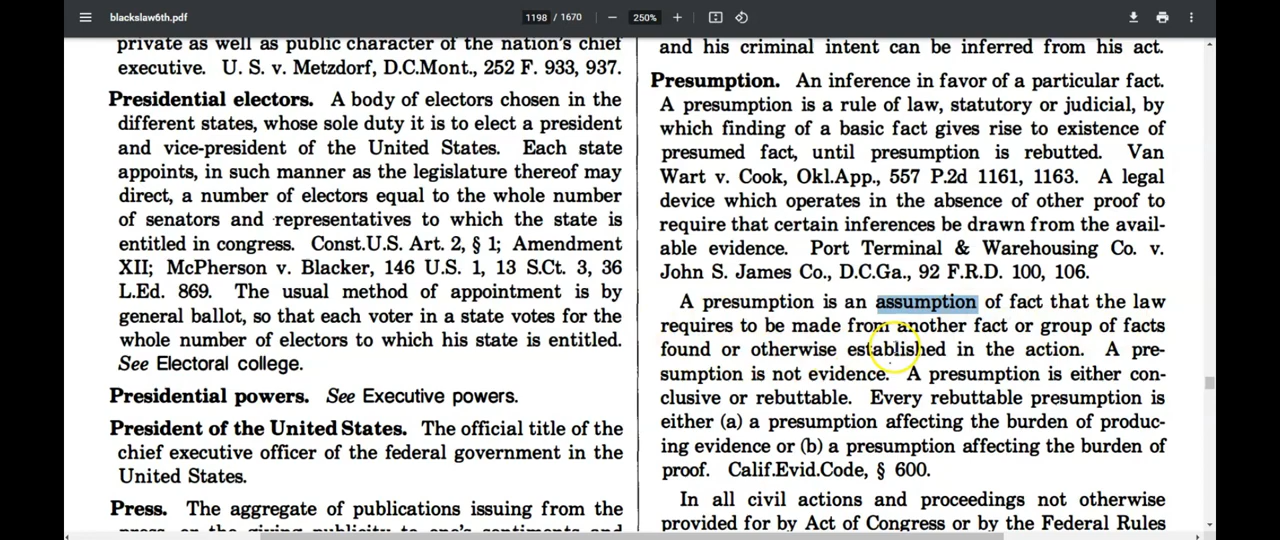 blackslaw6th.pdf
1198 / 1670
250%
private as well as public character of the nation's chief
executive. U. S. v. Metzdorf, D.C.Mont., 252 F. 933, 937.
Presidential electors. A body of electors chosen in the
different states, whose sole duty it is to elect a president
and vice-president of the United States. Each state
appoints, in such manner as the legislature thereof may
direct, a number of electors equal to the whole number
of senators and representatives to which the state is
entitled in congress. Const.U.S. Art. 2, § 1; Amendment
XII; McPherson v. Blacker, 146 U.S. 1, 13 S.Ct. 3, 36
L.Ed. 869. The usual method of appointment is by
general ballot, so that each voter in a state votes for the
whole number of electors to which his state is entitled.
See Electoral college.
Presidential powers. See Executive powers.
President of the United States. The official title of the
chief executive officer of the federal government in the
United States.
Press. The aggregate of publications issuing from the
press, or the giving publicity to one's sentiments and
and his criminal intent can be inferred from his act.
Presumption. An inference in favor of a particular fact.
A presumption is a rule of law, statutory or judicial, by
which finding of a basic fact gives rise to existence of
presumed fact, until presumption is rebutted. Van
Wart v. Cook, Okl.App., 557 P.2d 1161, 1163. A legal
device which operates in the absence of other proof to
require that certain inferences be drawn from the avail-
able evidence. Port Terminal & Warehousing Co. v.
John S. James Co., D.C.Ga., 92 F.R.D. 100, 106.
A presumption is an assumption of fact that the law
requires to be made from another fact or group of facts
found or otherwise established in the action. A pre-
sumption is not evidence. A presumption is either con-
clusive or rebuttable. Every rebuttable presumption is
either (a) a presumption affecting the burden of produc-
ing evidence or (b) a presumption affecting the burden of
proof. Calif.Evid.Code, § 600.
In all civil actions and proceedings not otherwise
provided for by Act of Congress or by the Federal Rules